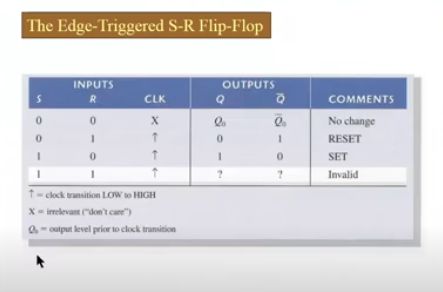 The Edge-Triggered S-R Flip-Flop
INPUTS OUTPUTS
S R CLK Q Q̅ COMMENTS
0 0 X Q₀ Q̅₀ No change
0 1 ↑ 0 1 RESET
1 0 ↑ 1 0 SET
1 1 ↑ ? ? Invalid
↑ = clock transition LOW to HIGH
X = irrelevant ("don't care")
Q₀ = output level prior to clock transition